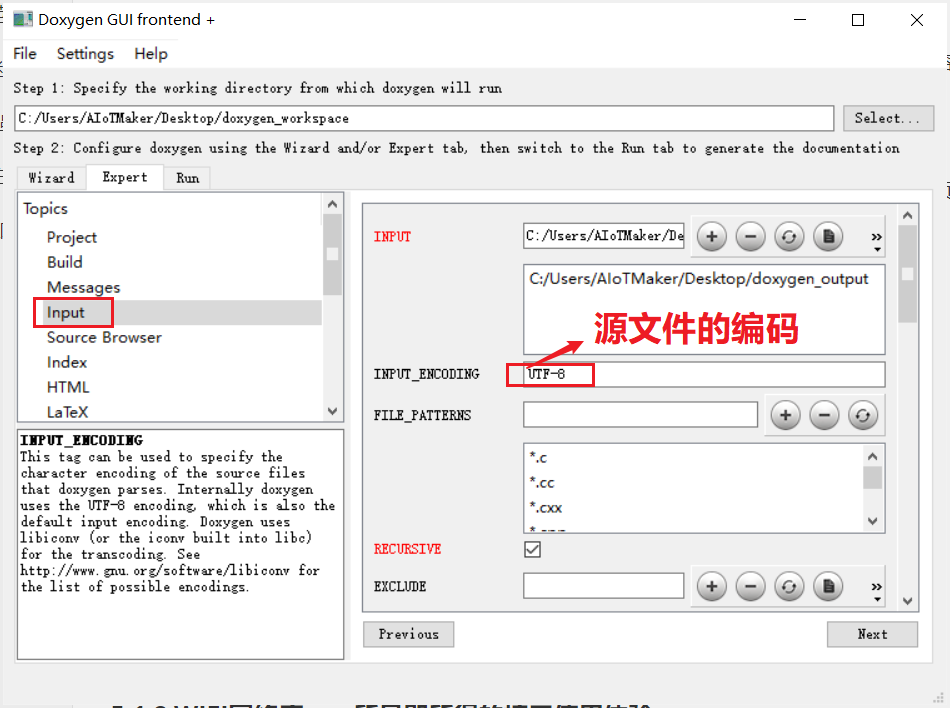 Doxygen GUI frontend +
File Settings Help
Step 1: Specify the working directory from which doxygen will run
C:/Users/AIoTMaker/Desktop/doxygen_workspace
Select...
Step 2: Configure doxygen using the Wizard and/or Expert tab, then switch to the Run tab to generate the documentation
Wizard Expert Run
Topics
Project
Build
Messages
Input
Source Browser
Index
HTML
LaTeX
INPUT_ENCODING
This tag can be used to specify the
character encoding of the source files
that doxygen parses. Internally doxygen
uses the UTF-8 encoding, which is also the
default input encoding. Doxygen uses
libiconv (or the iconv built into libc)
for the transcoding. See
http://www.gnu.org/software/libiconv for
the list of possible encodings.
INPUT
C:/Users/AIoTMaker/De
C:/Users/AIoTMaker/Desktop/doxygen_output
源文件的编码
INPUT_ENCODING
UTF-8
FILE_PATTERNS
*.c
*.cc
*.cxx
RECURSIVE
EXCLUDE
Previous
Next